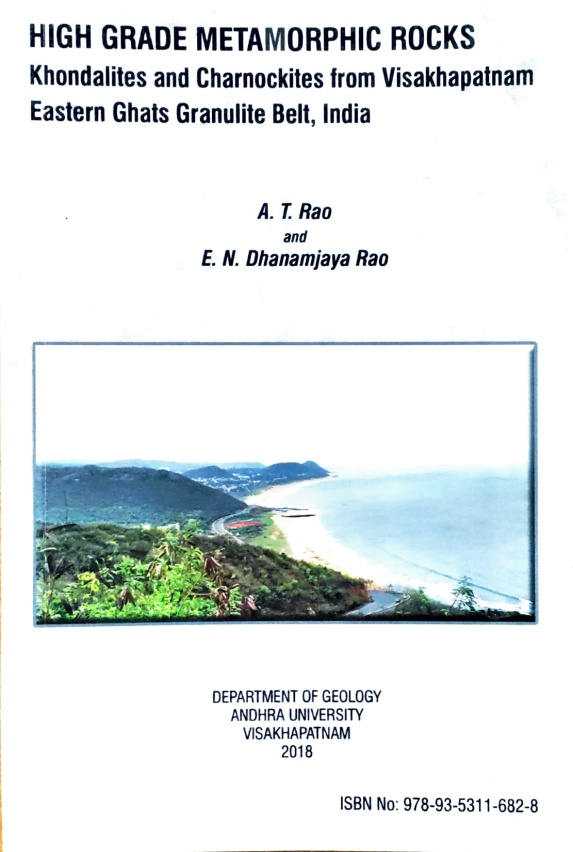 HIGH GRADE METAMORPHIC ROCKS
Khondalites and Charnockites from Visakhapatnam
Eastern Ghats Granulite Belt, India
A. T. Rao
and
E. N. Dhanamjaya Rao
DEPARTMENT OF GEOLOGY
ANDHRA UNIVERSITY
VISAKHAPATNAM
2018
ISBN No: 978-93-5311-682-8